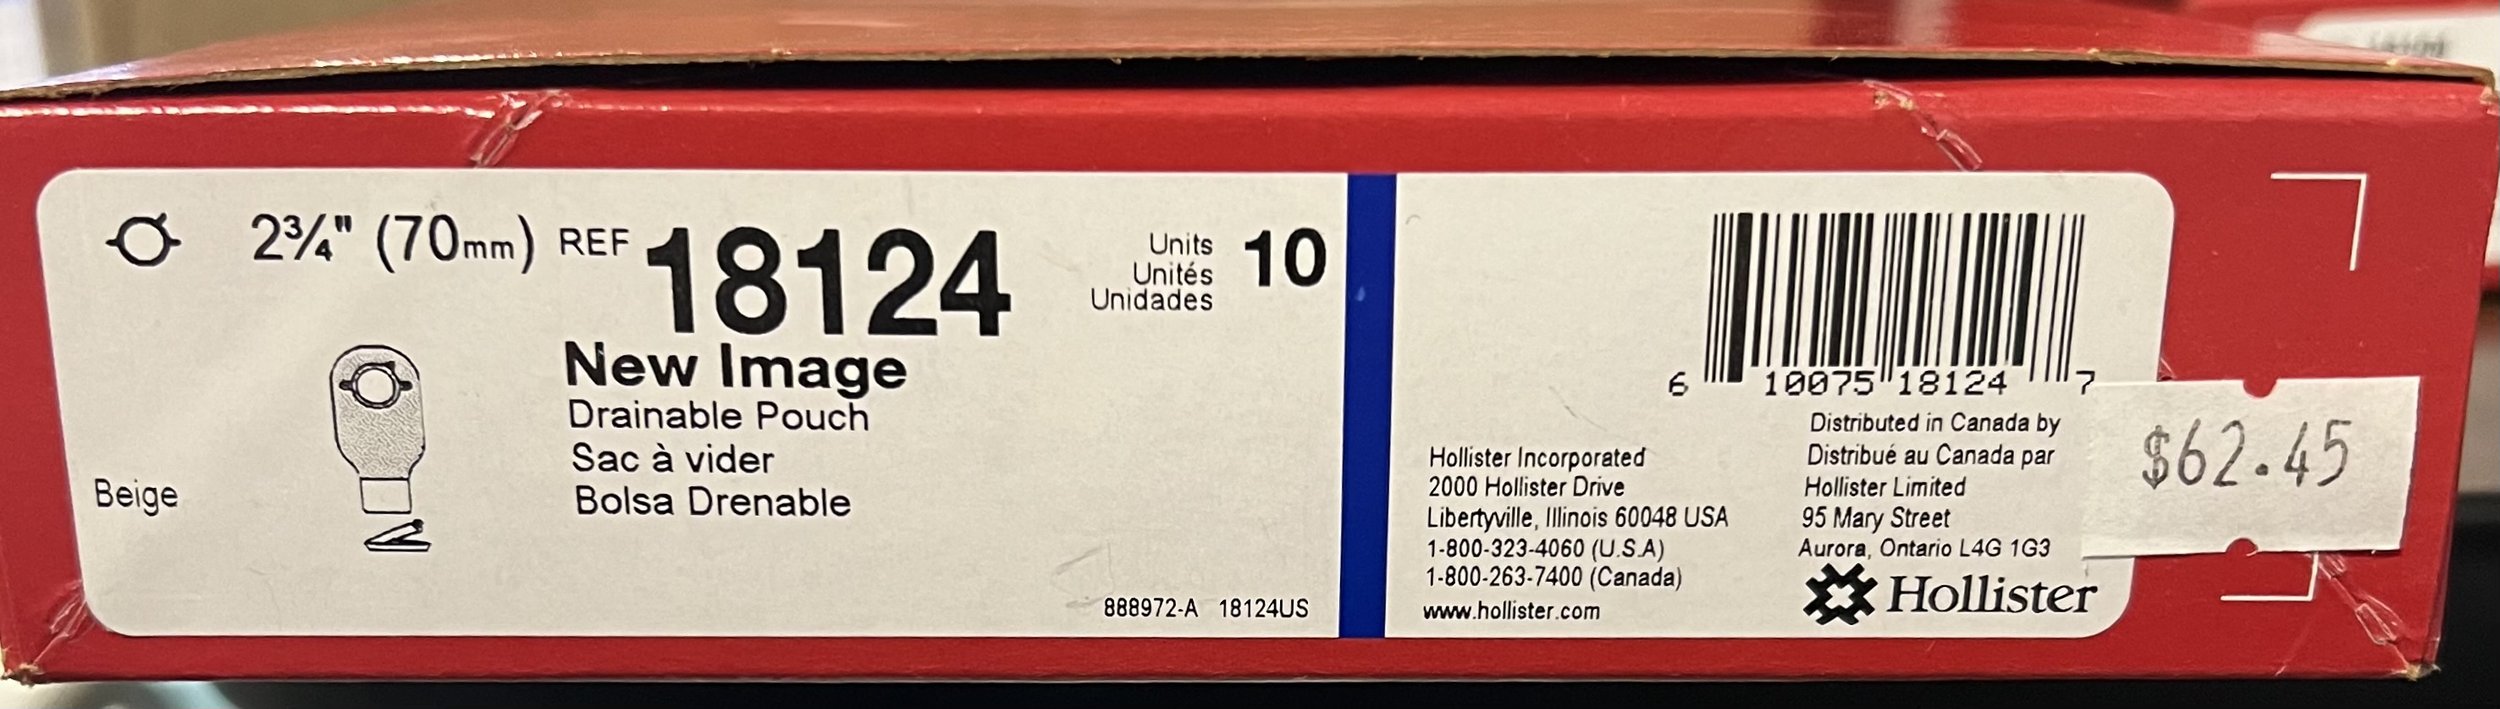 2¾" (70mm) REF 18124
Units
Unités
Unidades
10
New Image
Drainable Pouch
Sac à vider
Bolsa Drenable
Beige
888972-A 18124US
6 10075 18124 7
Hollister Incorporated
2000 Hollister Drive
Libertyville, Illinois 60048 USA
1-800-323-4060 (U.S.A)
1-800-263-7400 (Canada)
www.hollister.com
Distributed in Canada by
Distribué au Canada par
Hollister Limited
95 Mary Street
Aurora, Ontario L4G 1G3
Hollister
$62.45